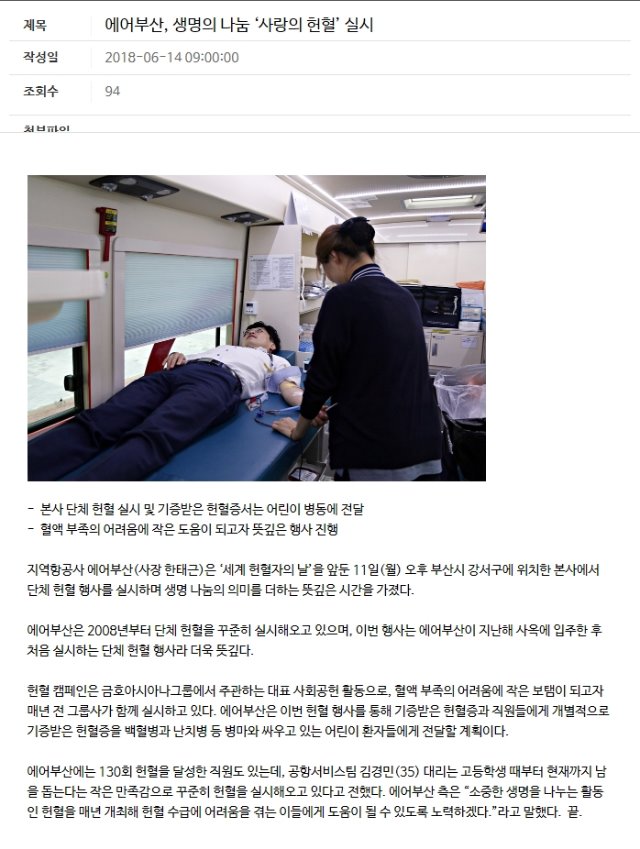 제목 에어부산, 생명의 나눔 ‘사랑의 헌혈’ 실시
작성일 2018-06-14 09:00:00
조회수 94
첨부파일
- 본사 단체 헌혈 실시 및 기증받은 헌혈증서는 어린이 병동에 전달
- 혈액 부족의 어려움에 작은 도움이 되고자 뜻깊은 행사 진행
지역항공사 에어부산(사장 한태근)은 ‘세계 헌혈자의 날’을 앞둔 11일(월) 오후 부산시 강서구에 위치한 본사에서
단체 헌혈 행사를 실시하며 생명 나눔의 의미를 더하는 뜻깊은 시간을 가졌다.
에어부산은 2008년부터 단체 헌혈을 꾸준히 실시해오고 있으며, 이번 행사는 에어부산이 지난해 사옥에 입주한 후
처음 실시하는 단체 헌혈 행사라 더욱 뜻깊다.
헌혈 캠페인은 금호아시아나그룹에서 주관하는 대표 사회공헌 활동으로, 혈액 부족의 어려움에 작은 보탬이 되고자
매년 전 그룹사가 함께 실시하고 있다. 에어부산은 이번 헌혈 행사를 통해 기증받은 헌혈증과 직원들에게 개별적으로
기증받은 헌혈증을 백혈병과 난치병 등 병마와 싸우고 있는 어린이 환자들에게 전달할 계획이다.
에어부산에는 130회 헌혈을 달성한 직원도 있는데, 공항서비스팀 김경민(35) 대리는 고등학생 때부터 현재까지 남
을 돕는다는 작은 만족감으로 꾸준히 헌혈을 실시해오고 있다고 전했다. 에어부산 측은 “소중한 생명을 나누는 활동
인 헌혈을 매년 개최해 헌혈 수급에 어려움을 겪는 이들에게 도움이 될 수 있도록 노력하겠다.”라고 말했다. 끝.